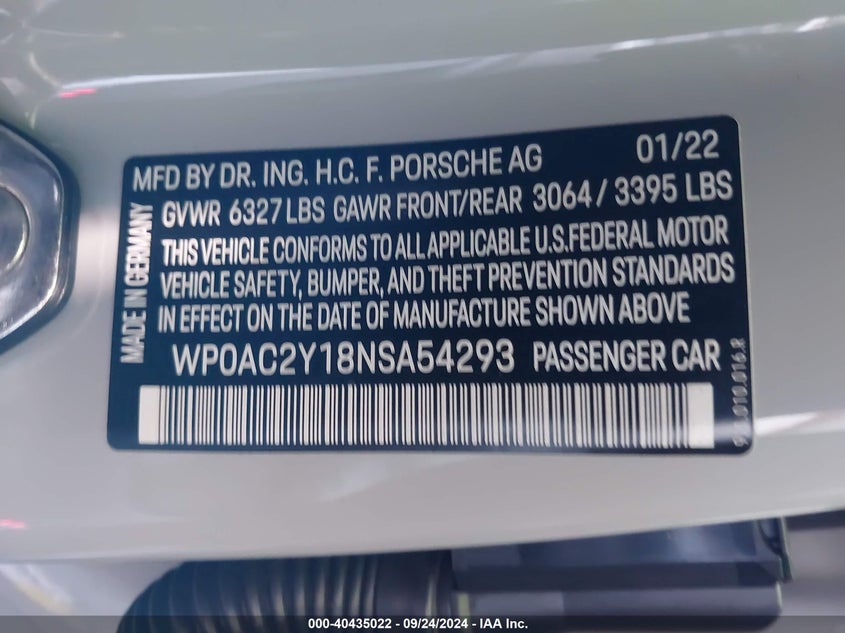 MFD BY DR. ING. H.C. F. PORSCHE AG 01/22
GVWR 6327 LBS GAWR FRONT/REAR 3064 / 3395 LBS
THIS VEHICLE CONFORMS TO ALL APPLICABLE U.S.FEDERAL MOTOR
VEHICLE SAFETY, BUMPER, AND THEFT PREVENTION STANDARDS
IN EFFECT ON THE DATE OF MANUFACTURE SHOWN ABOVE
WP0AC2Y18NSA54293 PASSENGER CAR
MADE IN GERMANY
000-40435022 - 09/24/2024 - IAA Inc.